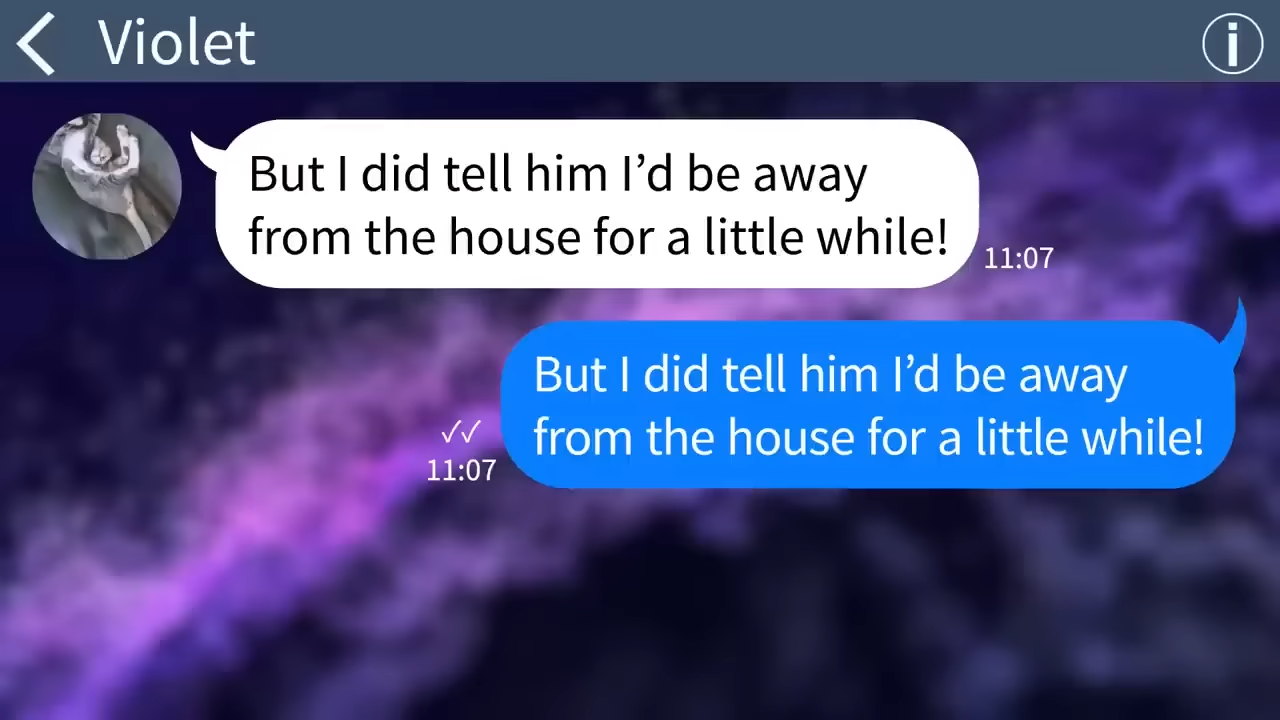 Violet
But I did tell him I’d be away
from the house for a little while!
11:07
But I did tell him I’d be away
from the house for a little while!
11:07